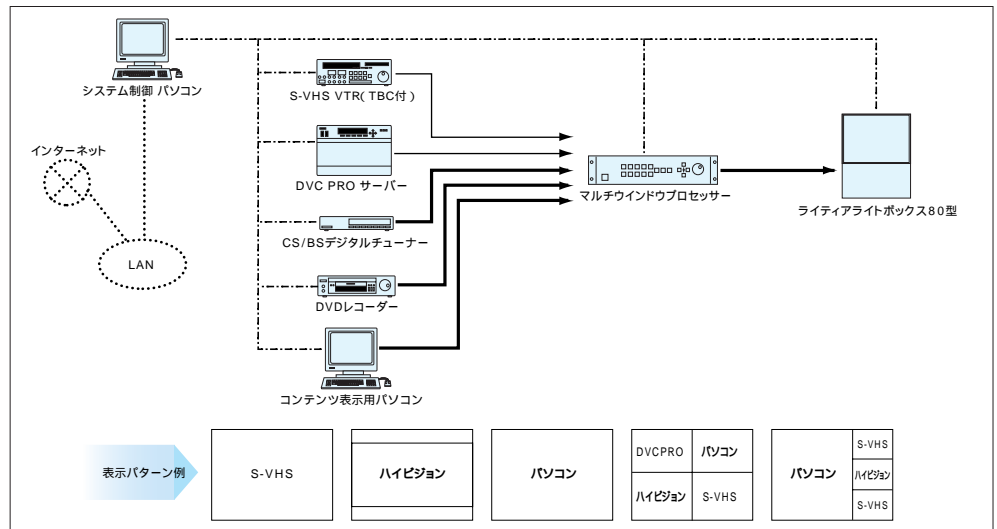 システム制御 パソコン
インターネット
LAN
S-VHS VTR(TBC付)
DVC PRO サーバー
CS/BSデジタルチューナー
DVDレコーダー
コンテンツ表示用パソコン
マルチウインドウプロセッサー
ライティアライトボックス80型
表示パターン例
S-VHS
ハイビジョン
パソコン
DVCPRO パソコン
ハイビジョン S-VHS
パソコン
S-VHS
ハイビジョン
S-VHS